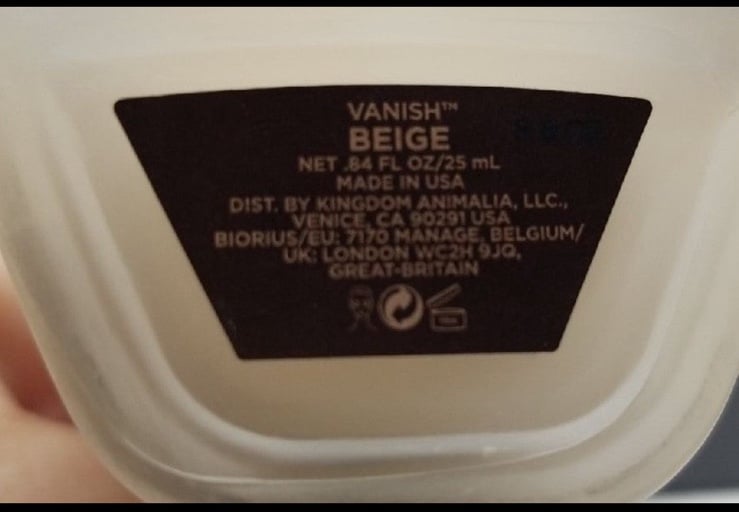 VANISH™
BEIGE
NET .84 FL OZ/25 mL
MADE IN USA
DIST. BY KINGDOM ANIMALIA, LLC.,
VENICE, CA 90291 USA
BIORIUS/EU: 7170 MANAGE, BELGIUM/
UK: LONDON WC2H 9JQ,
GREAT-BRITAIN